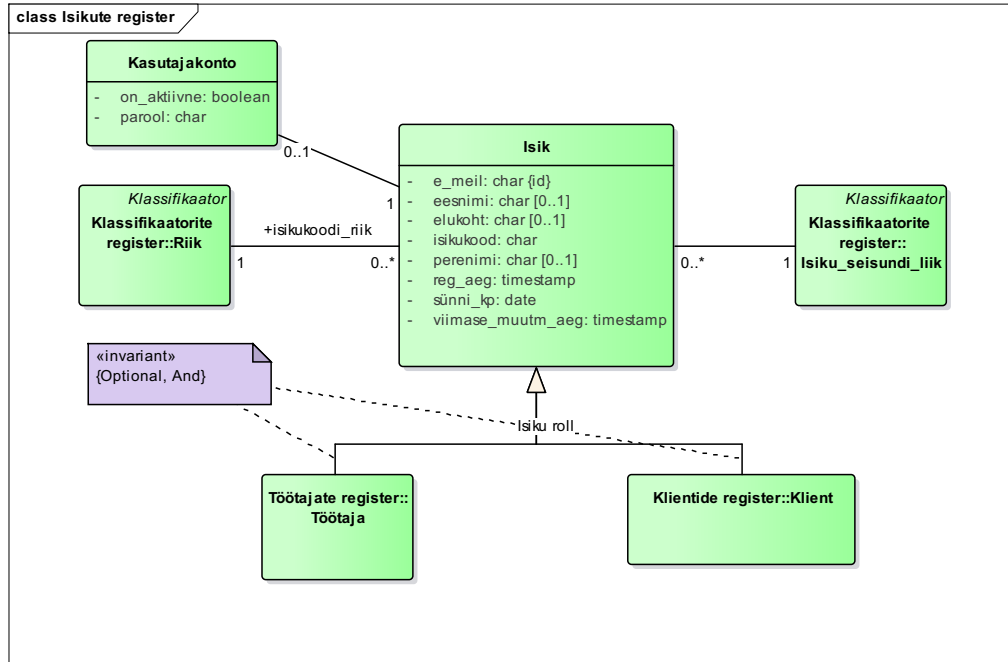 class Isikute register
Kasutajakonto
- on_aktiivne: boolean
- parool: char
0..1
1
Isik
- e_meil: char {id}
- eesnimi: char [0..1]
- elukoht: char [0..1]
- isikukood: char
- perenimi: char [0..1]
- reg_aeg: timestamp
- sünni_kp: date
- viimase_muutm_aeg: timestamp
Klassifikaator
Klassifikaatorite
register::Riik
+isikukoodi_riik
1
0..*
Klassifikaator
Klassifikaatorite
register::
Isiku_seisundi_liik
0..*
1
«invariant»
{Optional, And}
Isiku roll
Töötajate register::
Töötaja
Klientide register::Klient